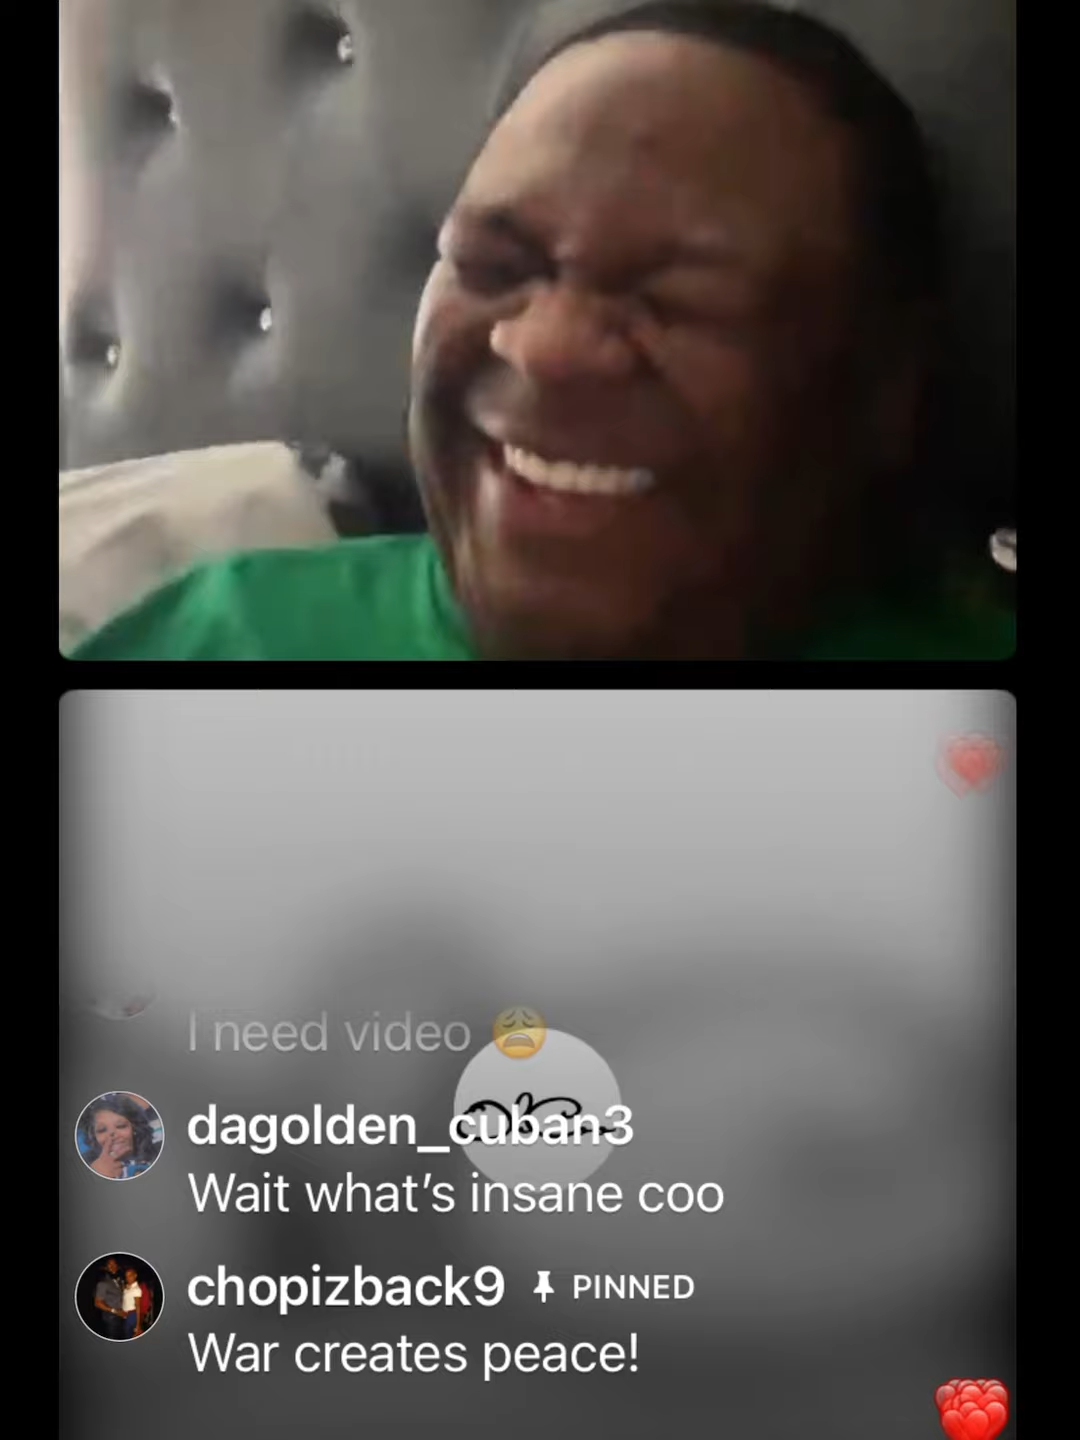 I need video 😩
dagolden_cuban3
Wait what's insane coo
chopizback9 PINNED
War creates peace!